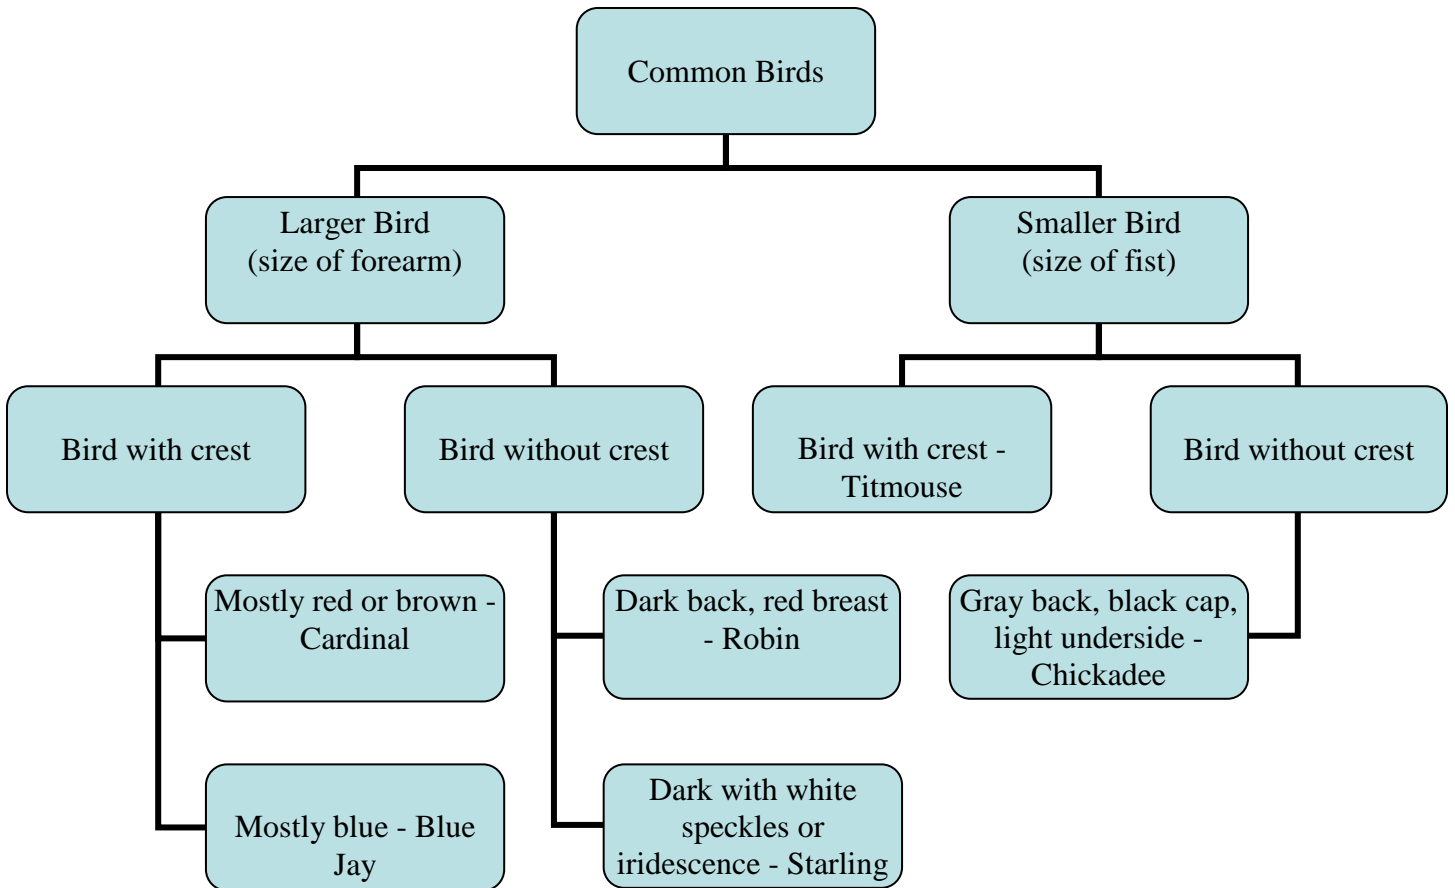 Common Birds
Larger Bird
(size of forearm)
Smaller Bird
(size of fist)
Bird with crest
Bird without crest
Bird with crest -
Titmouse
Bird without crest
Mostly red or brown -
Cardinal
Dark back, red breast
- Robin
Gray back, black cap,
light underside -
Chickadee
Mostly blue - Blue
Jay
Dark with white
speckles or
iridescence - Starling